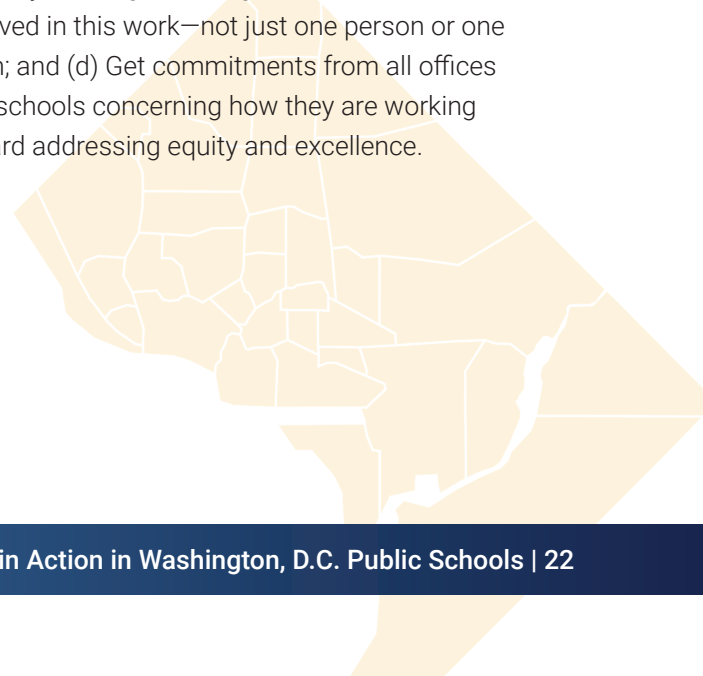 ved in this work—not just one person or one
; and (d) Get commitments from all offices
schools concerning how they are working
rd addressing equity and excellence.
in Action in Washington, D.C. Public Schools | 22